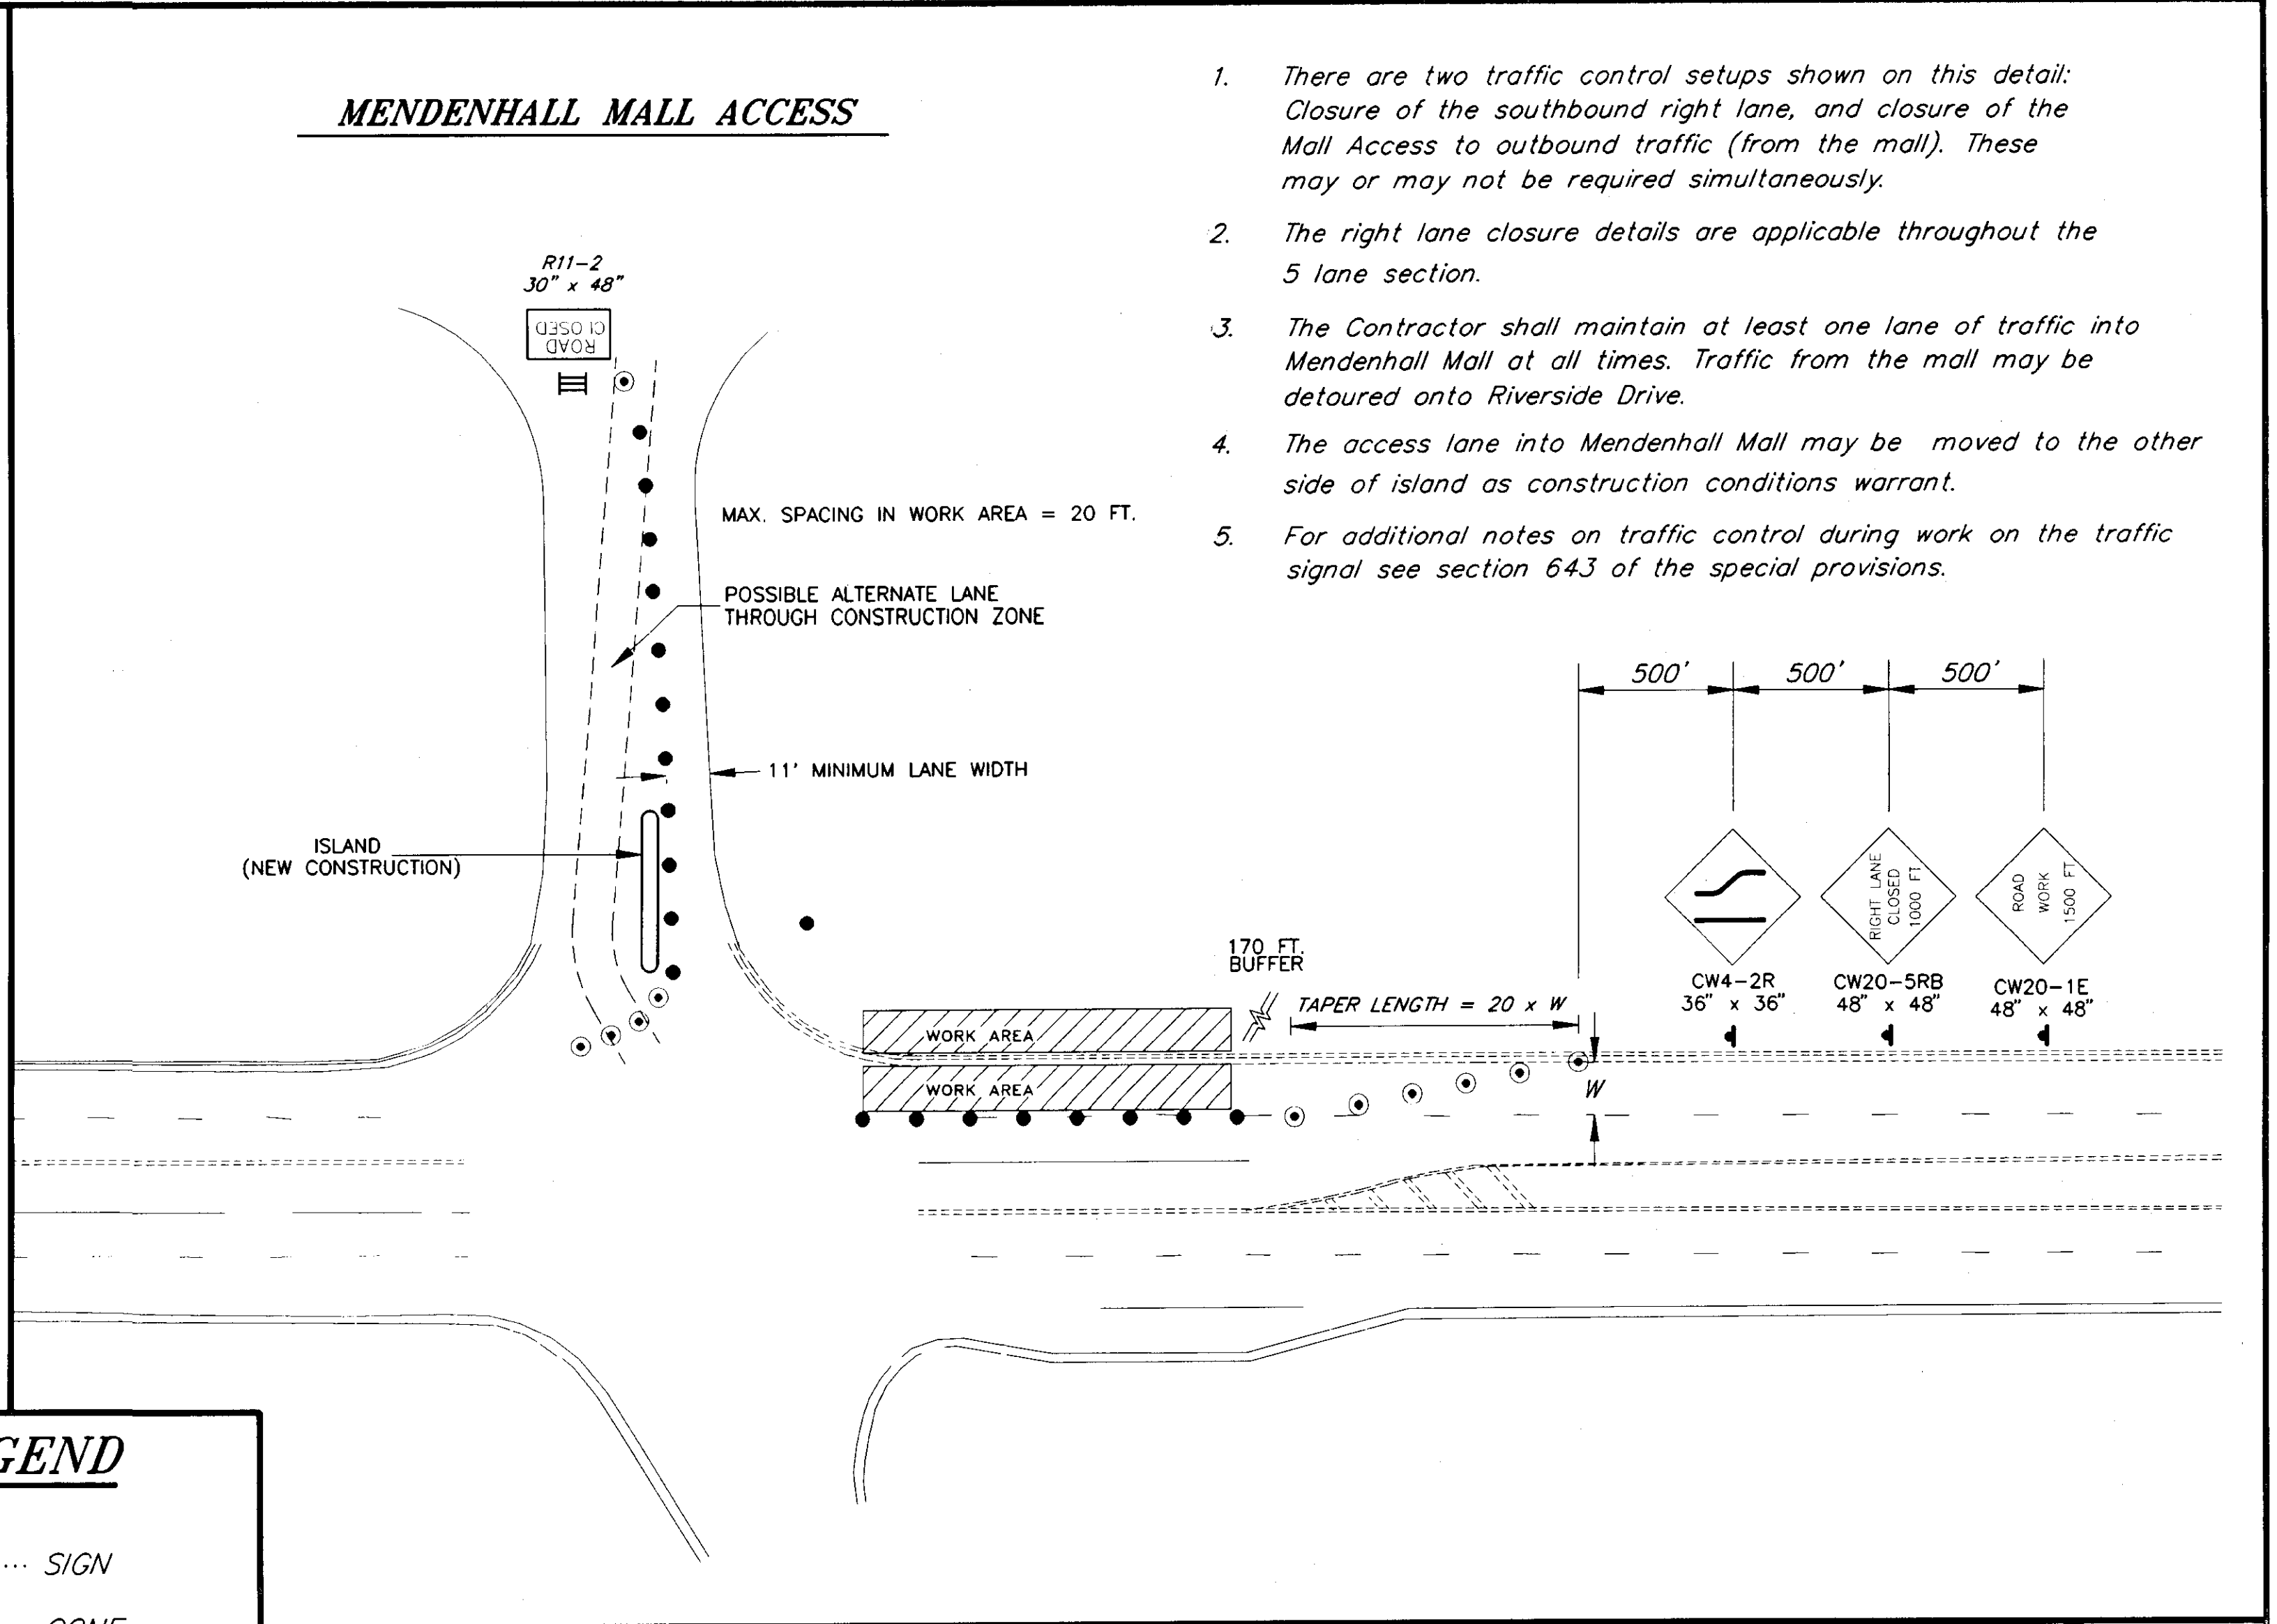 MENDENHALL MALL ACCESS
1. There are two traffic control setups shown on this detail:
Closure of the southbound right lane, and closure of the
Mall Access to outbound traffic (from the mall). These
may or may not be required simultaneously.
2. The right lane closure details are applicable throughout the
5 lane section.
3. The Contractor shall maintain at least one lane of traffic into
Mendenhall Mall at all times. Traffic from the mall may be
detoured onto Riverside Drive.
4. The access lane into Mendenhall Mall may be moved to the other
side of island as construction conditions warrant.
5. For additional notes on traffic control during work on the traffic
signal see section 643 of the special provisions.
R11-2
30" x 48"
ROAD
CLOSED
MAX. SPACING IN WORK AREA = 20 FT.
POSSIBLE ALTERNATE LANE
THROUGH CONSTRUCTION ZONE
11' MINIMUM LANE WIDTH
ISLAND
(NEW CONSTRUCTION)
500' 500' 500'
RIGHT LANE
CLOSED
1000 FT
ROAD
WORK
1500 FT
170 FT.
BUFFER
TAPER LENGTH = 20 x W
CW4-2R
36" x 36"
CW20-5RB
48" x 48"
CW20-1E
48" x 48"
WORK AREA
WORK AREA
W
GEND
... SIGN
CONE